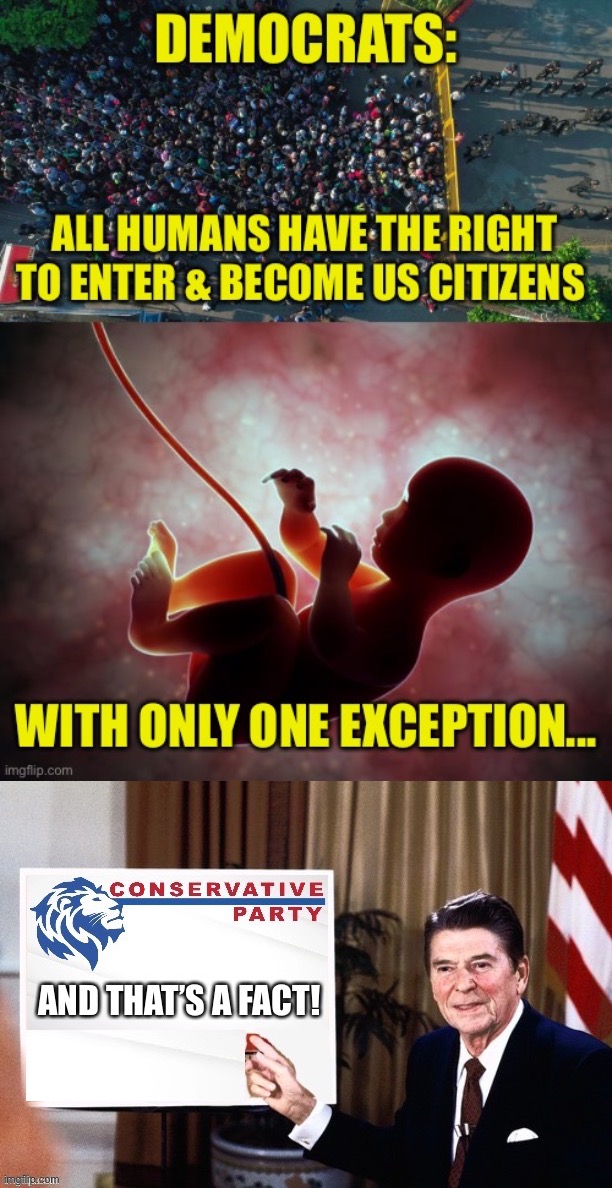 DEMOCRATS:
ALL HUMANS HAVE THE RIGHT
TO ENTER & BECOME US CITIZENS
WITH ONLY ONE EXCEPTION...
imgflip.com
CONSERVATIVE
PARTY
AND THAT'S A FACT!
imgflip.com